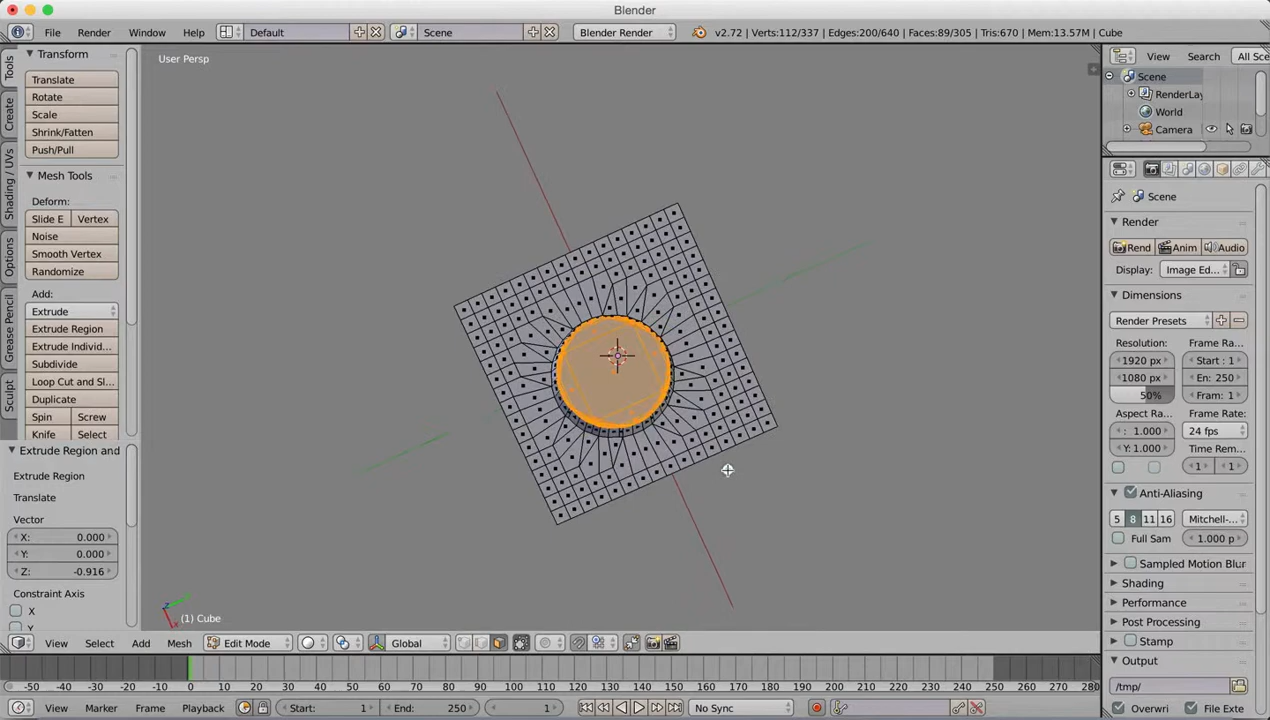 Blender
File Render Window Help Default Scene Blender Render v2.72 | Verts:112/337 | Edges:200/640 | Faces:89/305 | Tris:670 | Mem:13.57M | Cube
Tools
Create
Shading / UVs
Options
Grease Pencil
Sculpt
Transform
Translate
Rotate
Scale
Shrink/Fatten
Push/Pull
Mesh Tools
Deform:
Slide E Vertex
Noise
Smooth Vertex
Randomize
Add:
Extrude
Extrude Region
Extrude Individ...
Subdivide
Loop Cut and Sl...
Duplicate
Spin Screw
Knife Select
Extrude Region and
Extrude Region
Translate
Vector
X: 0.000
Y: 0.000
Z: -0.916
Constraint Axis
X
Y
User Persp
(1) Cube
View Select Add Mesh Edit Mode Global
View Search All Sce
Scene
RenderLay
World
Camera
Scene
Render
Rend Anim Audio
Display: Image Ed...
Dimensions
Render Presets
Resolution: Frame Ra...
1920 px Start : 1
1080 px En: 250
50% Fram: 1
Aspect Ra... Frame Rate:
: 1.000 24 fps
Y: 1.000 Time Rem...
1 1
Anti-Aliasing
5 8 11 16 Mitchell-...
Full Sam 1.000 p
Sampled Motion Blur
Shading
Performance
Post Processing
Stamp
Output
/tmp/
Overwri File Exte
-50 -40 -30 -20 -10 0 10 20 30 40 50 60 70 80 90 100 110 120 130 140 150 160 170 180 190 200 210 220 230 240 250 260 270 280
View Marker Frame Playback Start: 1 End: 250 1 No Sync